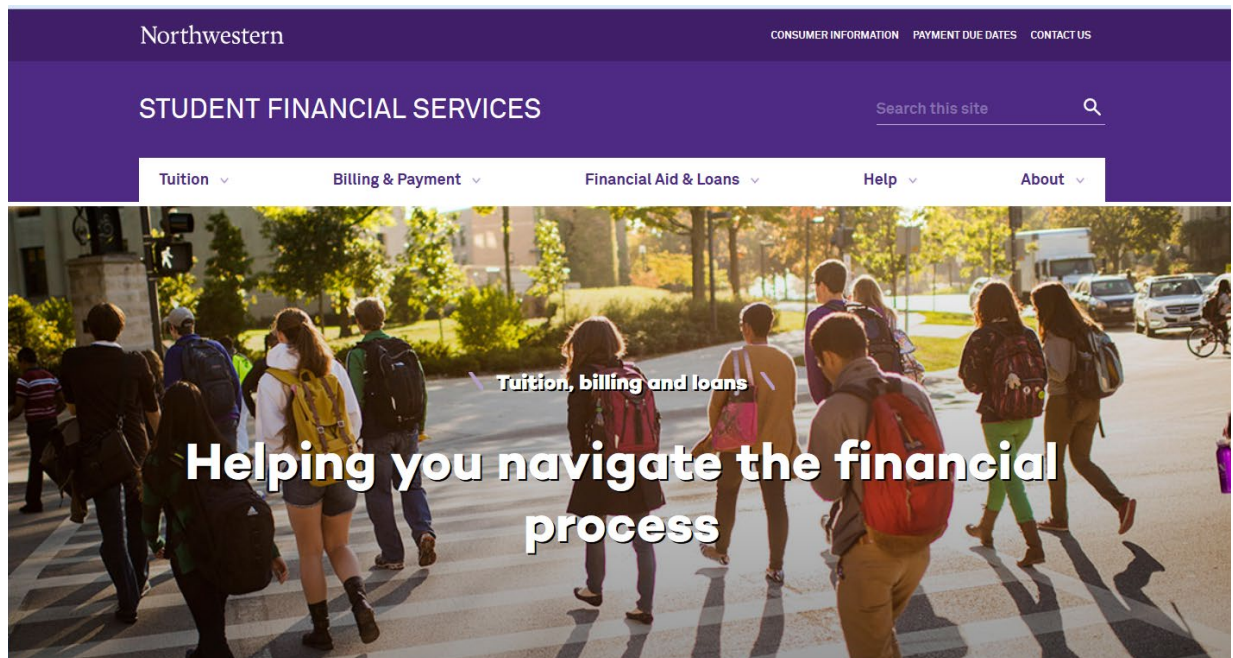 Northwestern
CONSUMER INFORMATION PAYMENT DUE DATES CONTACT US
STUDENT FINANCIAL SERVICES
Search this site
Tuition Billing & Payment Financial Aid & Loans Help About
\ Tuition, billing and loans \
Helping you navigate the financial
process